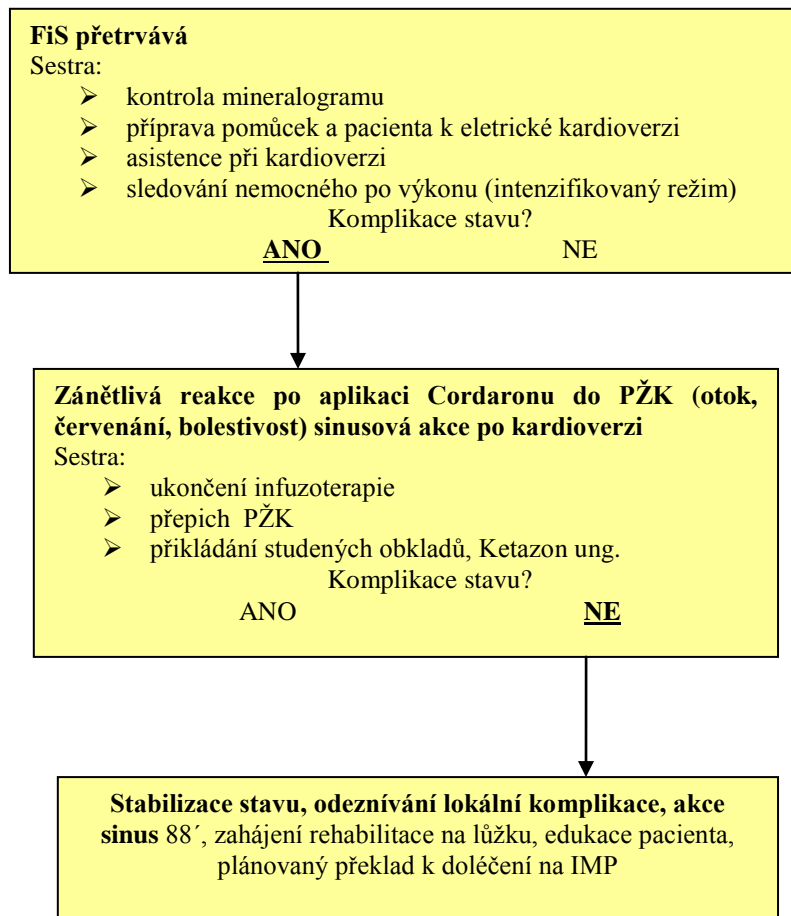 FiS přetrvává
Sestra:
➢ kontrola mineralogramu
➢ příprava pomůcek a pacienta k eletrické kardioverzi
➢ asistence při kardioverzi
➢ sledování nemocného po výkonu (intenzifikovaný režim)
Komplikace stavu?
ANO NE
Zánětlivá reakce po aplikaci Cordaronu do PŽK (otok,
červenání, bolestivost) sinusová akce po kardioverzi
Sestra:
➢ ukončení infuzoterapie
➢ přepich PŽK
➢ přikládání studených obkladů, Ketazon ung.
Komplikace stavu?
ANO NE
Stabilizace stavu, odeznívání lokální komplikace, akce
sinus 88´, zahájení rehabilitace na lůžku, edukace pacienta,
plánovaný překlad k doléčení na IMP